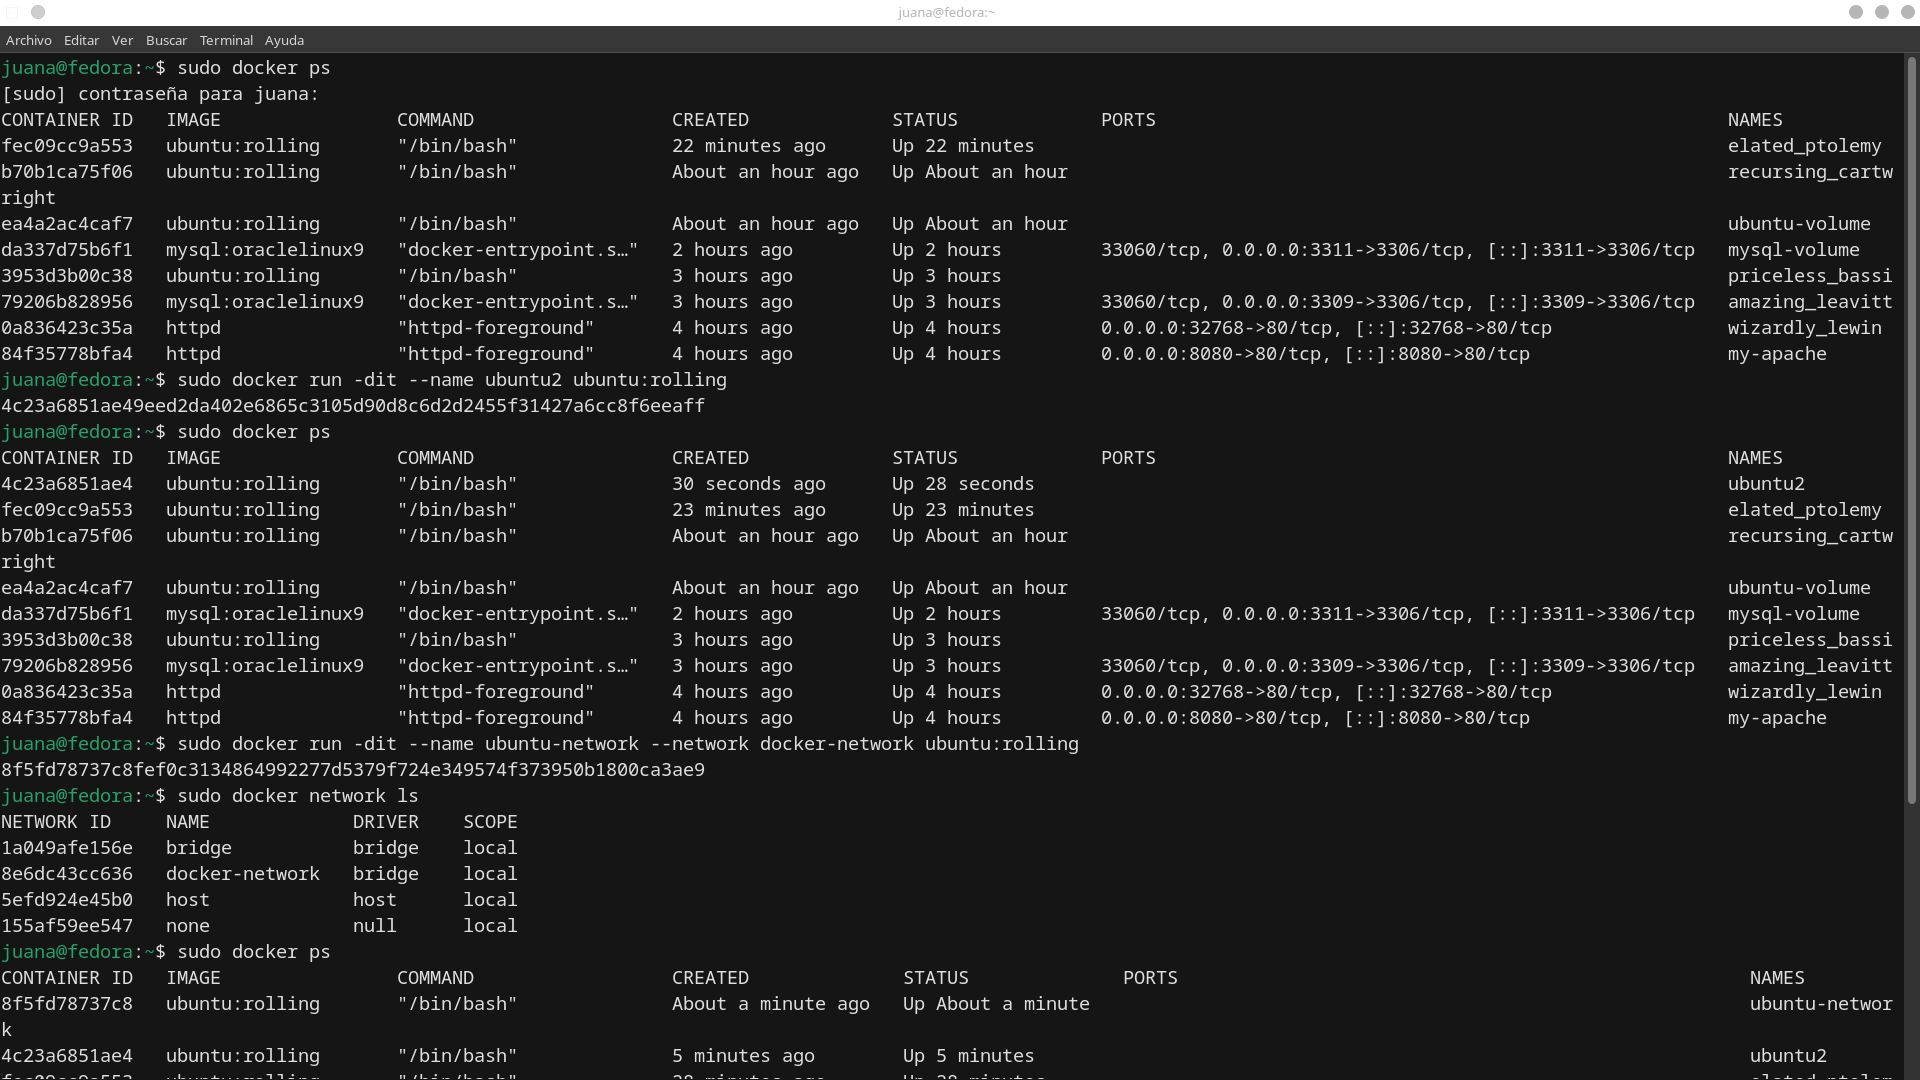 juana@fedora:~
Archivo Editar Ver Buscar Terminal Ayuda
juana@fedora:~$ sudo docker ps
[sudo] contraseña para juana:
CONTAINER ID   IMAGE                COMMAND                  CREATED             STATUS             PORTS                                                    NAMES
fec09cc9a553   ubuntu:rolling       "/bin/bash"              22 minutes ago      Up 22 minutes                                                               elated_ptolemy
b70b1ca75f06   ubuntu:rolling       "/bin/bash"              About an hour ago   Up About an hour                                                            recursing_cartw
right
ea4a2ac4caf7   ubuntu:rolling       "/bin/bash"              About an hour ago   Up About an hour                                                            ubuntu-volume
da337d75b6f1   mysql:oraclelinux9   "docker-entrypoint.s…"   2 hours ago         Up 2 hours         33060/tcp, 0.0.0.0:3311->3306/tcp, [::]:3311->3306/tcp   mysql-volume
3953d3b00c38   ubuntu:rolling       "/bin/bash"              3 hours ago         Up 3 hours                                                                  priceless_bassi
79206b828956   mysql:oraclelinux9   "docker-entrypoint.s…"   3 hours ago         Up 3 hours         33060/tcp, 0.0.0.0:3309->3306/tcp, [::]:3309->3306/tcp   amazing_leavitt
0a836423c35a   httpd                "httpd-foreground"       4 hours ago         Up 4 hours         0.0.0.0:32768->80/tcp, [::]:32768->80/tcp                wizardly_lewin
84f35778bfa4   httpd                "httpd-foreground"       4 hours ago         Up 4 hours         0.0.0.0:8080->80/tcp, [::]:8080->80/tcp                  my-apache
juana@fedora:~$ sudo docker run -dit --name ubuntu2 ubuntu:rolling
4c23a6851ae49eed2da402e6865c3105d90d8c6d2d2455f31427a6cc8f6eeaff
juana@fedora:~$ sudo docker ps
CONTAINER ID   IMAGE                COMMAND                  CREATED             STATUS             PORTS                                                    NAMES
4c23a6851ae4   ubuntu:rolling       "/bin/bash"              30 seconds ago      Up 28 seconds                                                               ubuntu2
fec09cc9a553   ubuntu:rolling       "/bin/bash"              23 minutes ago      Up 23 minutes                                                               elated_ptolemy
b70b1ca75f06   ubuntu:rolling       "/bin/bash"              About an hour ago   Up About an hour                                                            recursing_cartw
right
ea4a2ac4caf7   ubuntu:rolling       "/bin/bash"              About an hour ago   Up About an hour                                                            ubuntu-volume
da337d75b6f1   mysql:oraclelinux9   "docker-entrypoint.s…"   2 hours ago         Up 2 hours         33060/tcp, 0.0.0.0:3311->3306/tcp, [::]:3311->3306/tcp   mysql-volume
3953d3b00c38   ubuntu:rolling       "/bin/bash"              3 hours ago         Up 3 hours                                                                  priceless_bassi
79206b828956   mysql:oraclelinux9   "docker-entrypoint.s…"   3 hours ago         Up 3 hours         33060/tcp, 0.0.0.0:3309->3306/tcp, [::]:3309->3306/tcp   amazing_leavitt
0a836423c35a   httpd                "httpd-foreground"       4 hours ago         Up 4 hours         0.0.0.0:32768->80/tcp, [::]:32768->80/tcp                wizardly_lewin
84f35778bfa4   httpd                "httpd-foreground"       4 hours ago         Up 4 hours         0.0.0.0:8080->80/tcp, [::]:8080->80/tcp                  my-apache
juana@fedora:~$ sudo docker run -dit --name ubuntu-network --network docker-network ubuntu:rolling
8f5fd78737c8fef0c3134864992277d5379f724e349574f373950b1800ca3ae9
juana@fedora:~$ sudo docker network ls
NETWORK ID     NAME             DRIVER    SCOPE
1a049afe156e   bridge           bridge    local
8e6dc43cc636   docker-network   bridge    local
5efd924e45b0   host             host      local
155af59ee547   none             null      local
juana@fedora:~$ sudo docker ps
CONTAINER ID   IMAGE                COMMAND                  CREATED              STATUS              PORTS                                                    NAMES
8f5fd78737c8   ubuntu:rolling       "/bin/bash"              About a minute ago   Up About a minute                                                            ubuntu-networ
k
4c23a6851ae4   ubuntu:rolling       "/bin/bash"              5 minutes ago        Up 5 minutes                                                                 ubuntu2